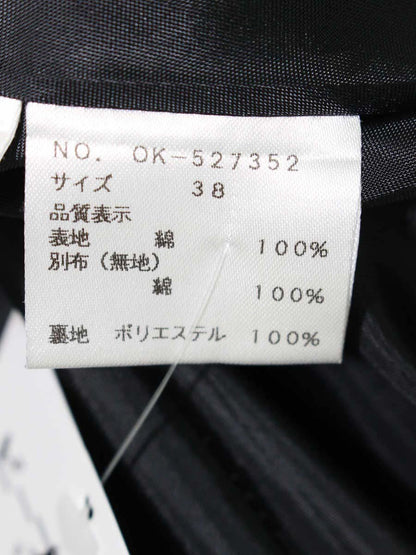 NO. OK-527352
サイズ 38
品質表示
表地 綿 100%
別布(無地)
綿 100%
裏地 ポリエステル 100%